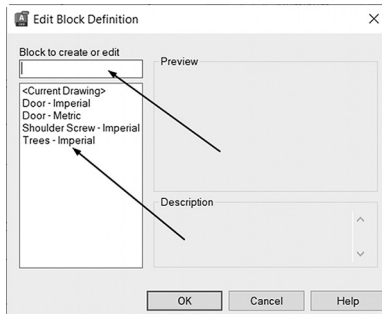 Edit Block Definition
Block to create or edit
Preview
<Current Drawing>
Door - Imperial
Door - Metric
Shoulder Screw - Imperial
Trees - Imperial
Description
OK
Cancel
Help